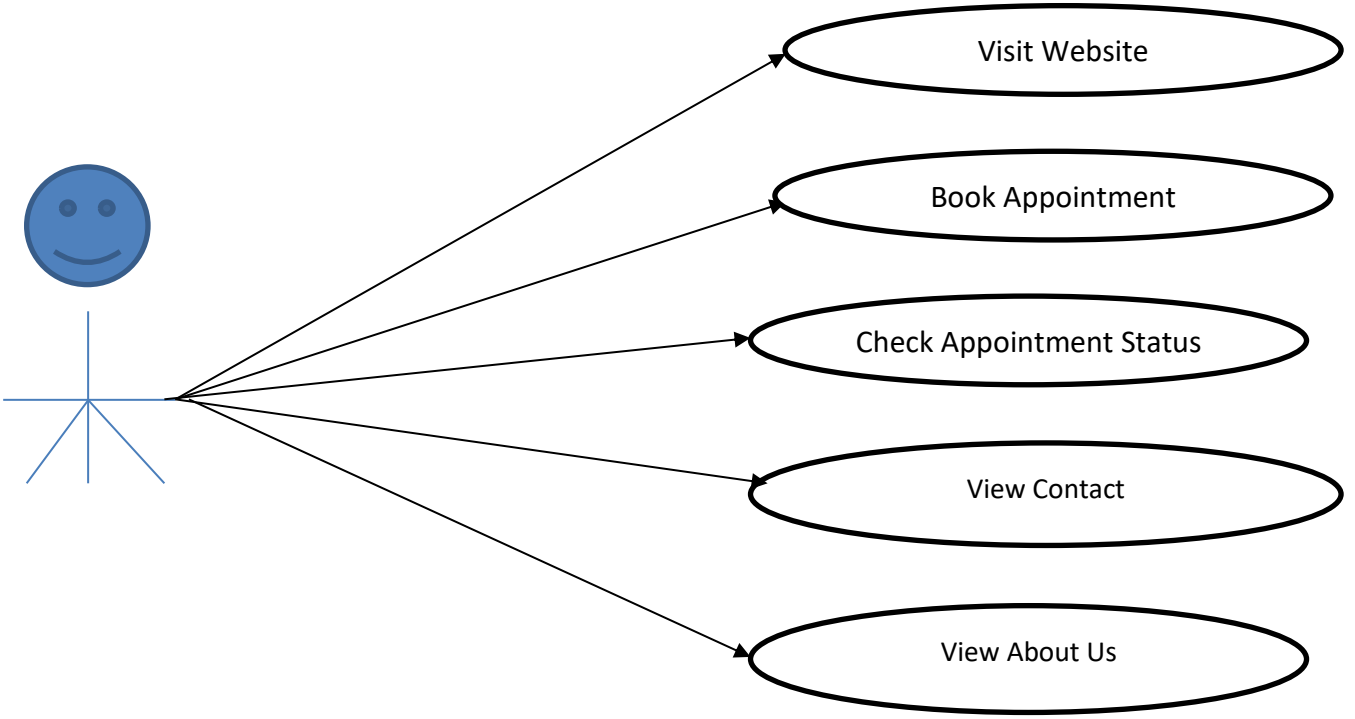 Visit Website
Book Appointment
Check Appointment Status
View Contact
View About Us